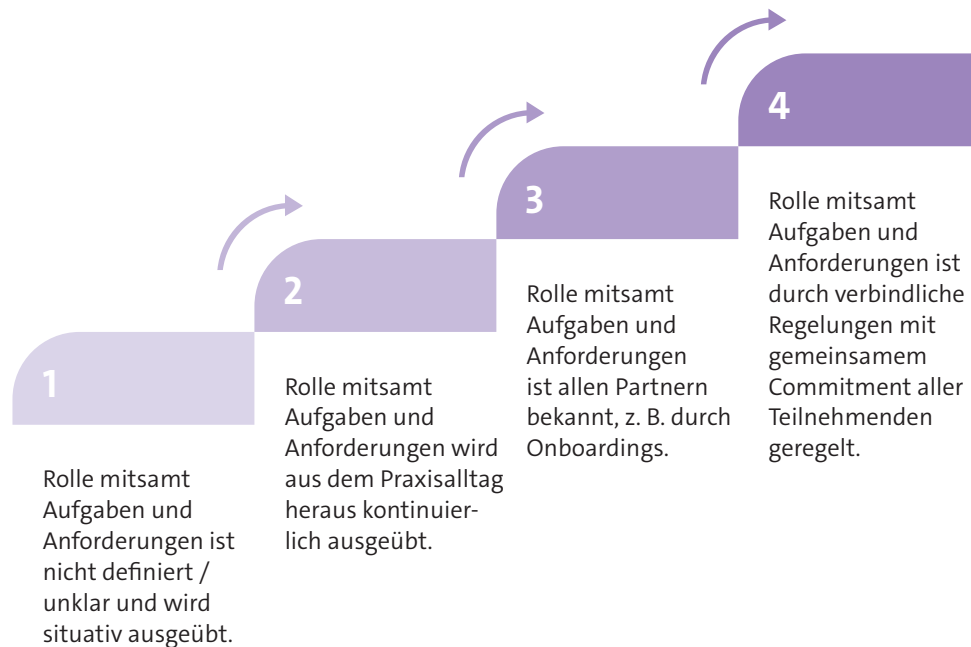 1
Rolle mitsamt
Aufgaben und
Anforderungen ist
nicht definiert /
unklar und wird
situativ ausgeübt.
2
Rolle mitsamt
Aufgaben und
Anforderungen wird
aus dem Praxisalltag
heraus kontinuier-
lich ausgeübt.
3
Rolle mitsamt
Aufgaben und
Anforderungen
ist allen Partnern
bekannt, z. B. durch
Onboardings.
4
Rolle mitsamt
Aufgaben und
Anforderungen ist
durch verbindliche
Regelungen mit
gemeinsamem
Commitment aller
Teilnehmenden
geregelt.